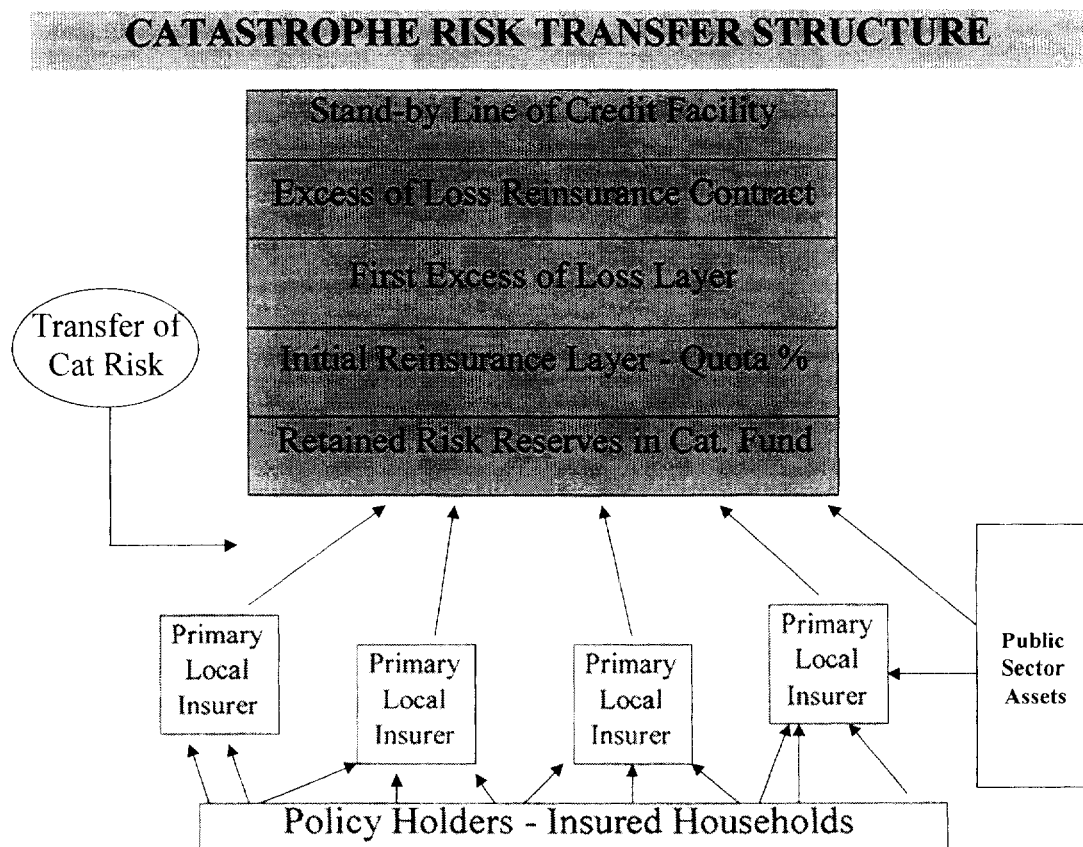 CATASTROPHE RISK TRANSFER STRUCTURE
Stand-by Line of Credit Facility
Excess of Loss Reinsurance Contract
First Excess of Loss Layer
Initial Reinsurance Layer - Quota %
Retained Risk Reserves in Cat. Fund
Transfer of
Cat Risk
Primary
Local
Insurer
Primary
Local
Insurer
Primary
Local
Insurer
Primary
Local
Insurer
Public
Sector
Assets
Policy Holders - Insured Households